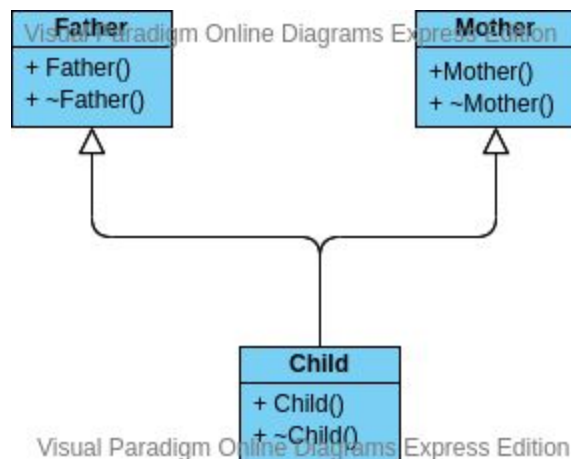 Father
Mother
Visual Paradigm Online Diagrams Express Edition
+ Father()
+ ~Father()
+Mother()
+ ~Mother()
Child
+ Child()
+ ~Child()
Visual Paradigm Online Diagrams Express Edition